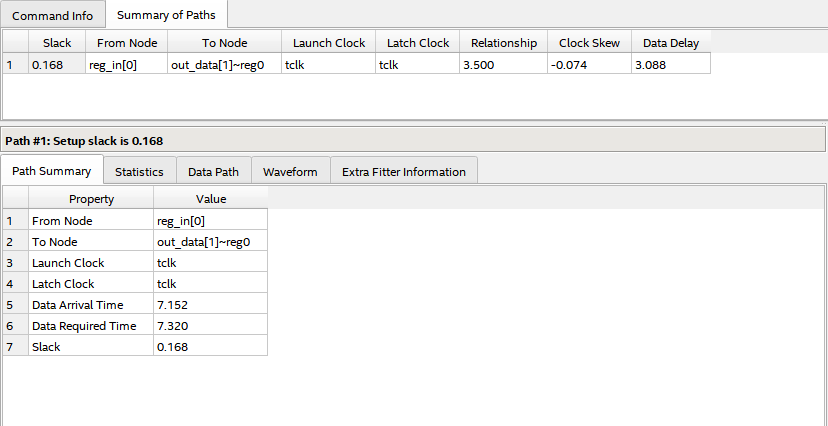 Command Info Summary of Paths
Slack From Node To Node Launch Clock Latch Clock Relationship Clock Skew Data Delay
1 0.168 reg_in[0] out_data[1]~reg0 tclk tclk 3.500 -0.074 3.088
Path #1: Setup slack is 0.168
Path Summary Statistics Data Path Waveform Extra Fitter Information
Property Value
1 From Node reg_in[0]
2 To Node out_data[1]~reg0
3 Launch Clock tclk
4 Latch Clock tclk
5 Data Arrival Time 7.152
6 Data Required Time 7.320
7 Slack 0.168